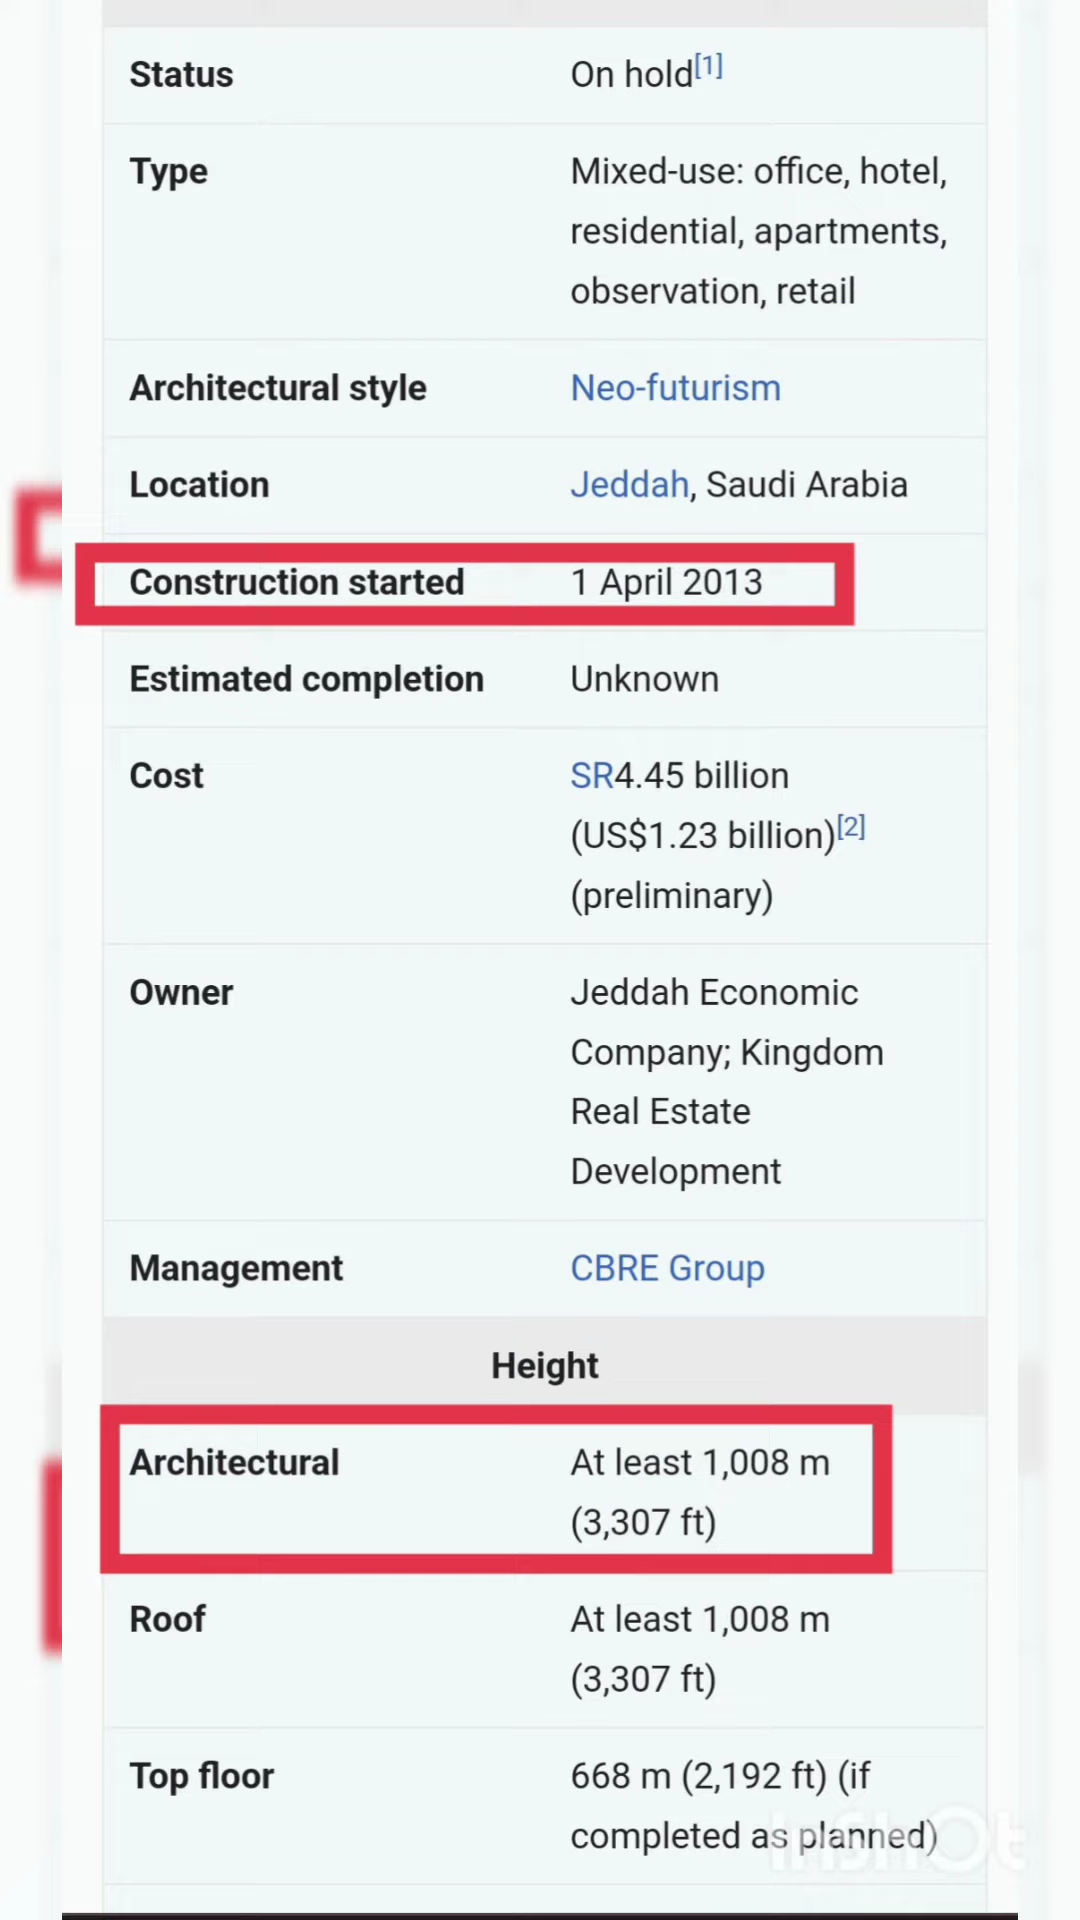 Status On hold[1]
Type Mixed-use: office, hotel,
residential, apartments,
observation, retail
Architectural style Neo-futurism
Location Jeddah, Saudi Arabia
Construction started 1 April 2013
Estimated completion Unknown
Cost SR4.45 billion
(US$1.23 billion)[2]
(preliminary)
Owner Jeddah Economic
Company; Kingdom
Real Estate
Development
Management CBRE Group
Height
Architectural At least 1,008 m
(3,307 ft)
Roof At least 1,008 m
(3,307 ft)
Top floor 668 m (2,192 ft) (if
completed as planned)
InShOt